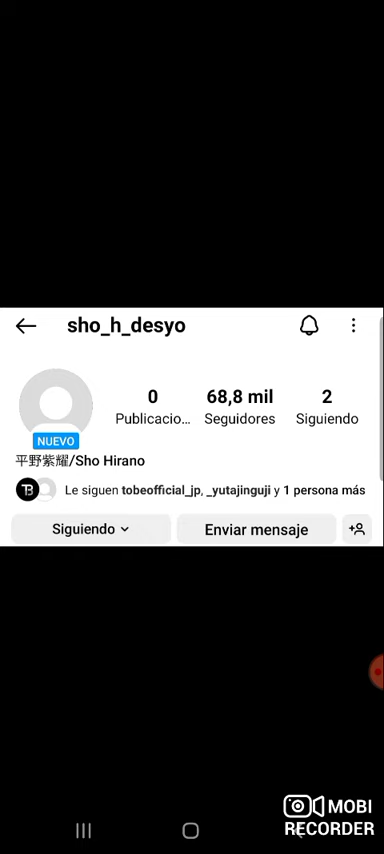 sho_h_desyo
0 68,8 mil 2
Publicacio... Seguidores Siguiendo
NUEVO
平野紫耀/Sho Hirano
TB Le siguen tobeofficial_jp, _yutajinguji y 1 persona más
Siguiendo Enviar mensaje
MOBI
RECORDER